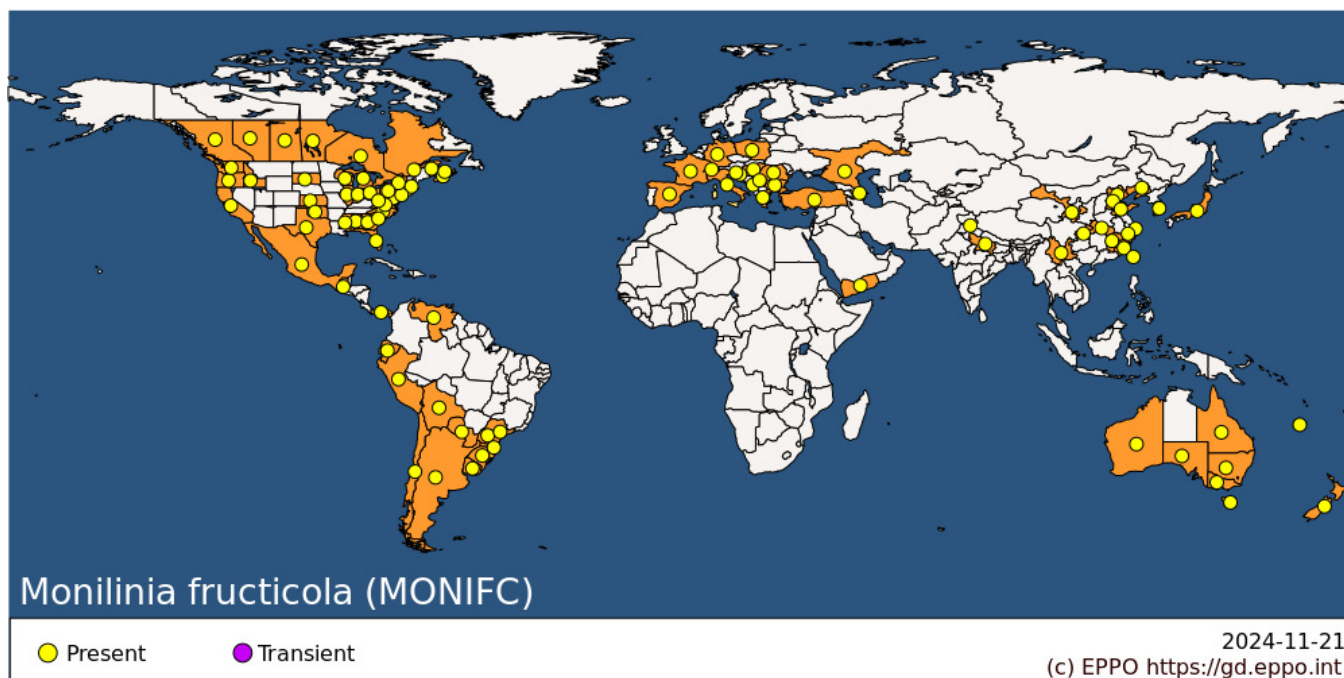 Monilinia fructicola (MONIFC)
Present
Transient
2024-11-21
(c) EPPO https://gd.eppo.int